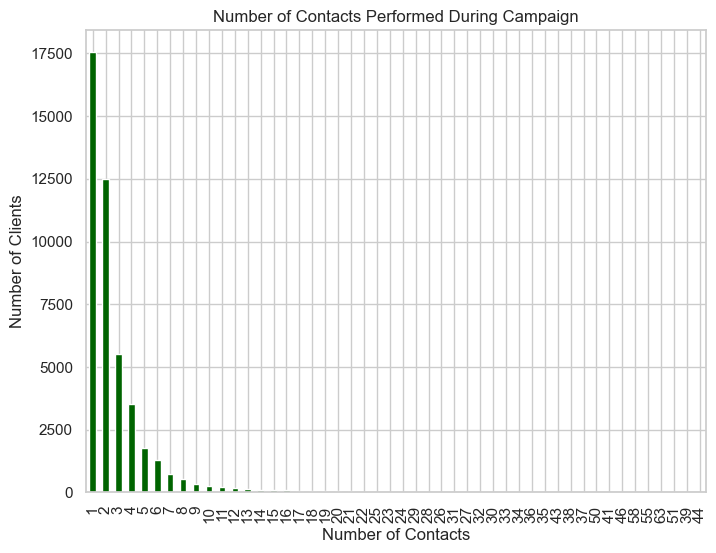 Number of Contacts Performed During Campaign
Number of Clients
17500
15000
12500
10000
7500
5000
2500
0
1 2 3 4 5 6 7 8 9 10 11 12 13 14 15 16 17 18 19 20 21 22 25 23 24 29 28 26 31 27 32 30 33 34 36 35 43 38 37 50 41 46 58 55 63 51 39 44
Number of Contacts